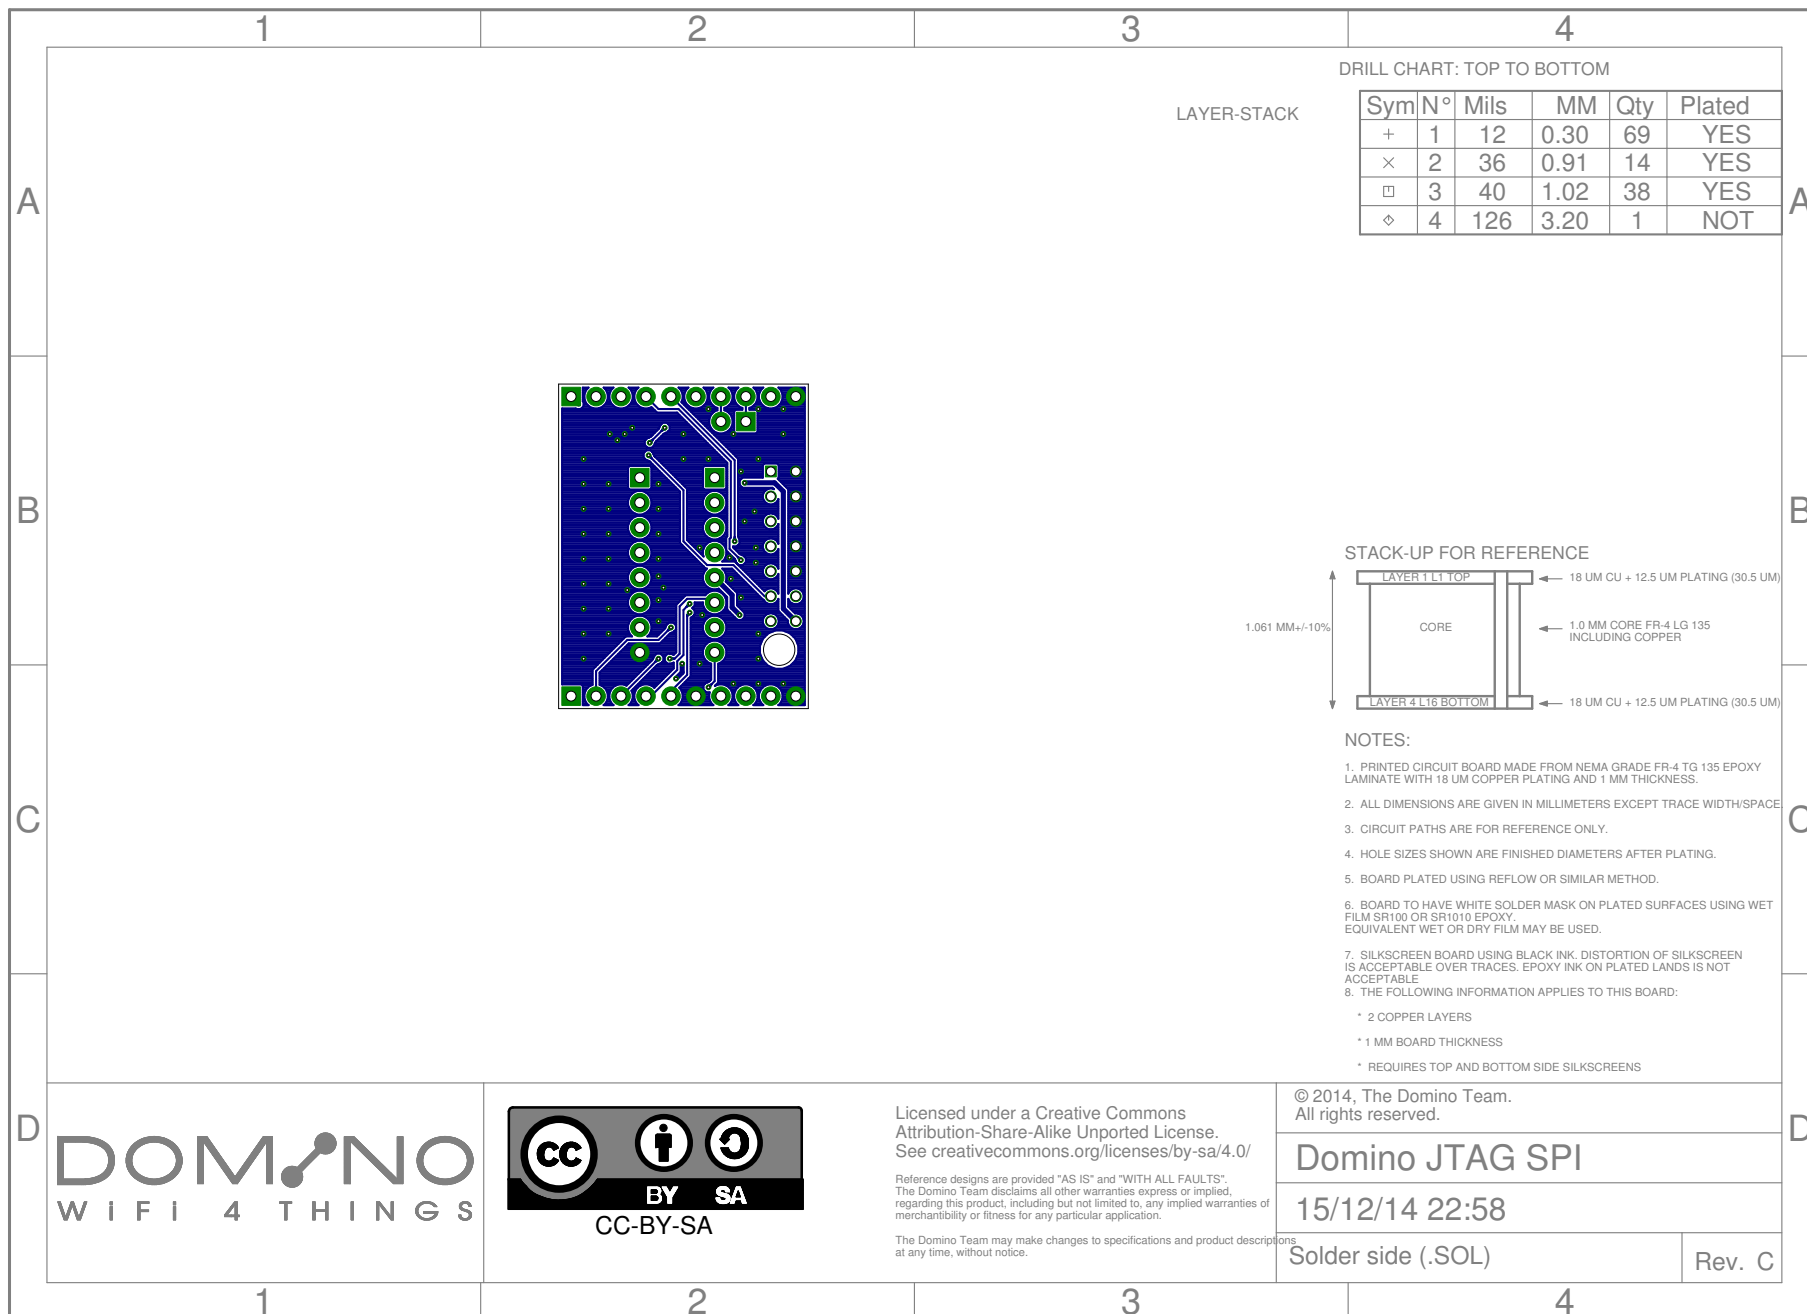 1 2 3 4
DRILL CHART: TOP TO BOTTOM
LAYER-STACK
Sym N° Mils MM Qty Plated
+ 1 12 0.30 69 YES
× 2 36 0.91 14 YES
3 40 1.02 38 YES
4 126 3.20 1 NOT
A A
B B
STACK-UP FOR REFERENCE
LAYER 1 L1 TOP
18 UM CU + 12.5 UM PLATING (30.5 UM)
1.061 MM+/-10%
CORE
1.0 MM CORE FR-4 LG 135
INCLUDING COPPER
LAYER 4 L16 BOTTOM
18 UM CU + 12.5 UM PLATING (30.5 UM)
NOTES:
1. PRINTED CIRCUIT BOARD MADE FROM NEMA GRADE FR-4 TG 135 EPOXY
LAMINATE WITH 18 UM COPPER PLATING AND 1 MM THICKNESS.
2. ALL DIMENSIONS ARE GIVEN IN MILLIMETERS EXCEPT TRACE WIDTH/SPACE
C C
3. CIRCUIT PATHS ARE FOR REFERENCE ONLY.
4. HOLE SIZES SHOWN ARE FINISHED DIAMETERS AFTER PLATING.
5. BOARD PLATED USING REFLOW OR SIMILAR METHOD.
6. BOARD TO HAVE WHITE SOLDER MASK ON PLATED SURFACES USING WET
FILM SR100 OR SR1010 EPOXY.
EQUIVALENT WET OR DRY FILM MAY BE USED.
7. SILKSCREEN BOARD USING BLACK INK. DISTORTION OF SILKSCREEN
IS ACCEPTABLE OVER TRACES. EPOXY INK ON PLATED LANDS IS NOT
ACCEPTABLE
8. THE FOLLOWING INFORMATION APPLIES TO THIS BOARD:
* 2 COPPER LAYERS
* 1 MM BOARD THICKNESS
* REQUIRES TOP AND BOTTOM SIDE SILKSCREENS
D D
DOMINO
WiFi 4 THINGS
cc
BY SA
CC-BY-SA
Licensed under a Creative Commons
Attribution-Share-Alike Unported License.
See creativecommons.org/licenses/by-sa/4.0/
Reference designs are provided "AS IS" and "WITH ALL FAULTS".
The Domino Team disclaims all other warranties express or implied,
regarding this product, including but not limited to, any implied warranties of
merchantibility or fitness for any particular application.
The Domino Team may make changes to specifications and product descriptions
at any time, without notice.
© 2014, The Domino Team.
All rights reserved.
Domino JTAG SPI
15/12/14 22:58
Solder side (.SOL)
Rev. C
1 2 3 4